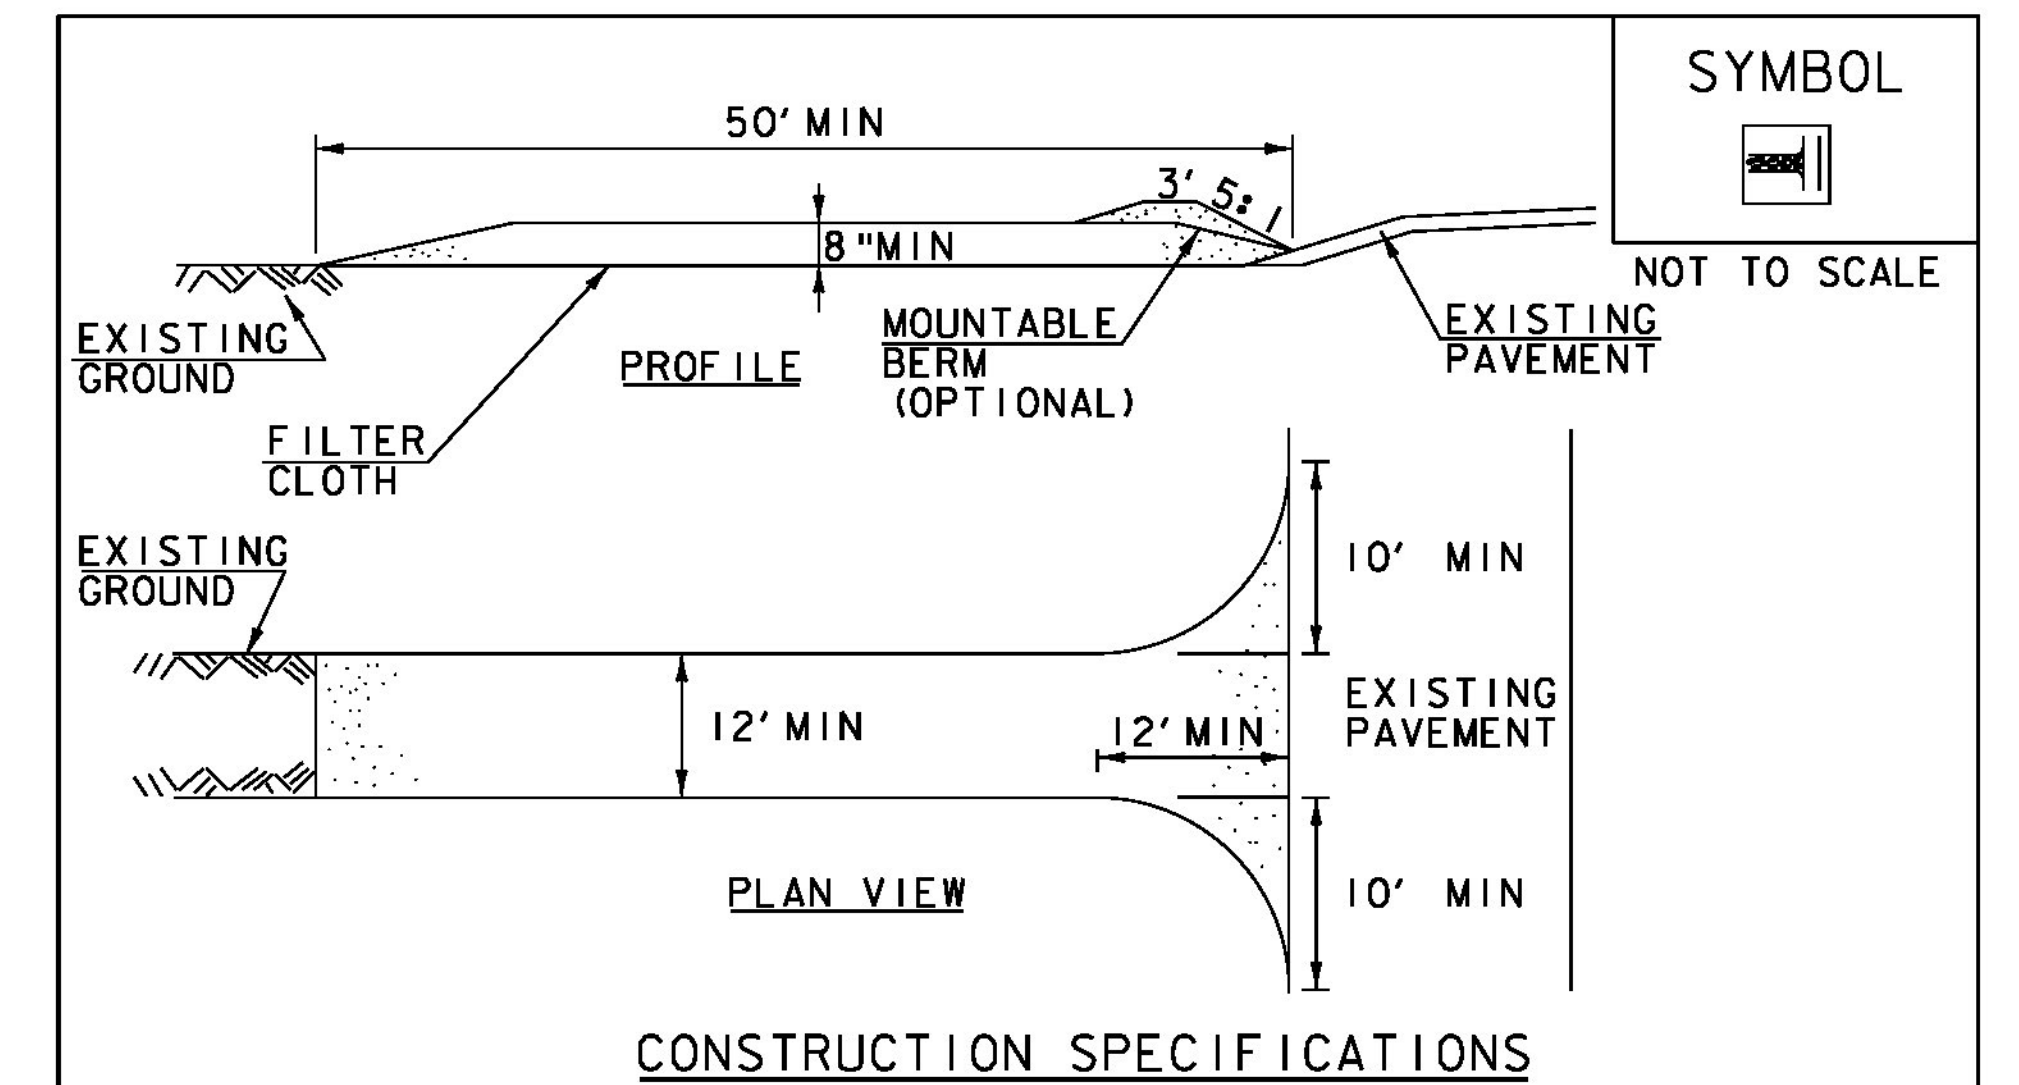 SYMBOL
NOT TO SCALE
50' MIN
3' 5:1
8" MIN
EXISTING
GROUND
PROFILE
MOUNTABLE
BERM
(OPTIONAL)
EXISTING
PAVEMENT
FILTER
CLOTH
EXISTING
GROUND
10' MIN
12' MIN
12' MIN
EXISTING
PAVEMENT
10' MIN
PLAN VIEW
CONSTRUCTION SPECIFICATIONS